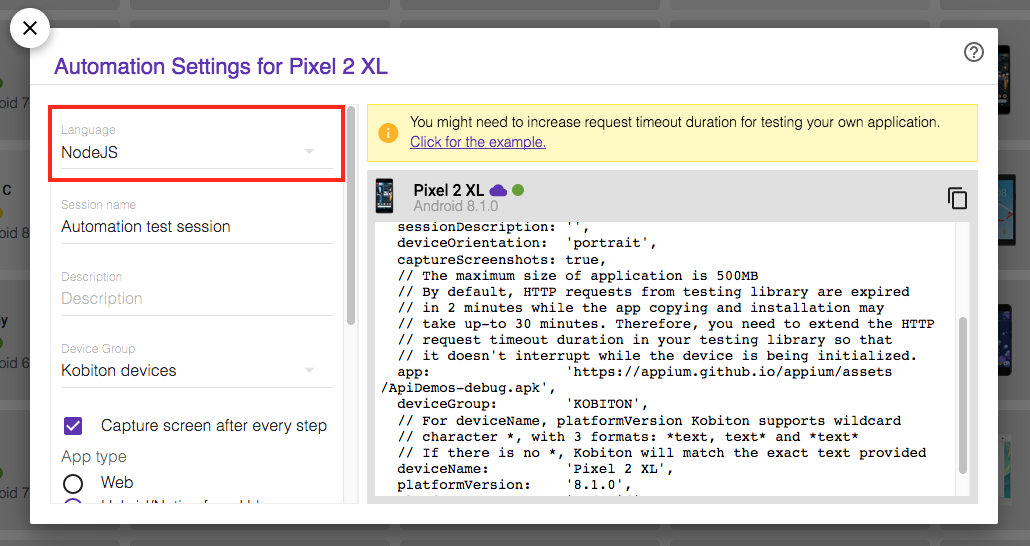 Automation Settings for Pixel 2 XL
Language
NodeJS
Session name
Automation test session
Description
Description
Device Group
Kobiton devices
Capture screen after every step
App type
Web
You might need to increase request timeout duration for testing your own application.
Click for the example.
Pixel 2 XL
Android 8.1.0
sessionDescription: '',
deviceOrientation: 'portrait',
captureScreenshots: true,
// The maximum size of application is 500MB
// By default, HTTP requests from testing library are expired
// in 2 minutes while the app copying and installation may
// take up-to 30 minutes. Therefore, you need to extend the HTTP
// request timeout duration in your testing library so that
// it doesn't interrupt while the device is being initialized.
app: 'https://appium.github.io/appium/assets
/ApiDemos-debug.apk',
deviceGroup: 'KOBITON',
// For deviceName, platformVersion Kobiton supports wildcard
// character *, with 3 formats: *text, text* and *text*
// If there is no *, Kobiton will match the exact text provided
deviceName: 'Pixel 2 XL',
platformVersion: '8.1.0',